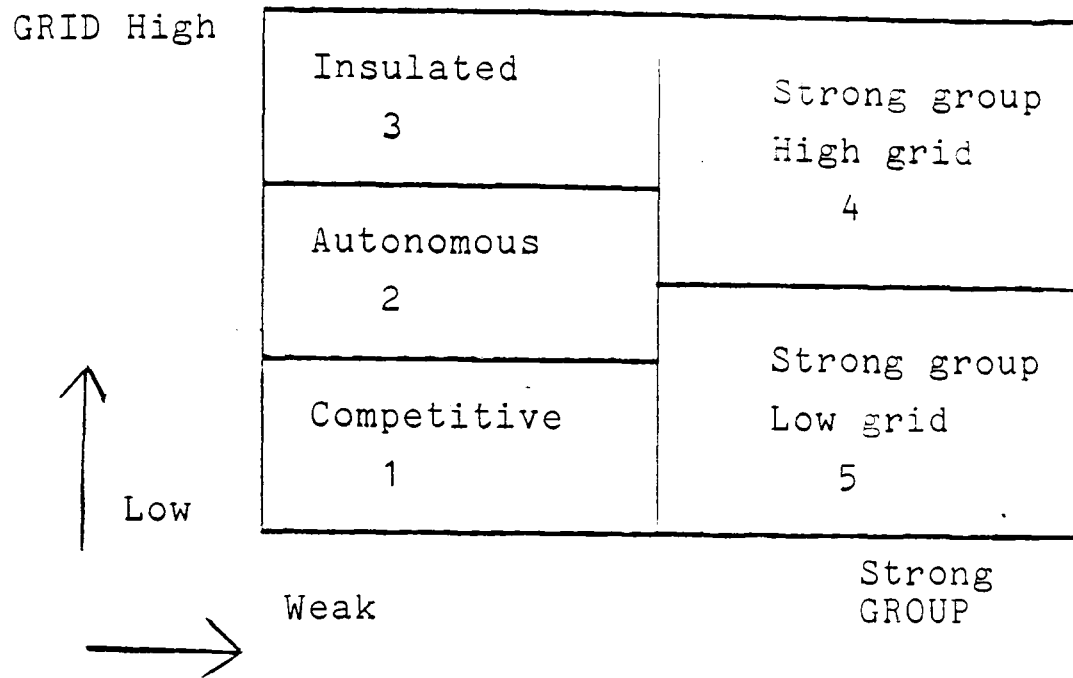 GRID High
Insulated
3
Strong group
High grid
4
Autonomous
2
Strong group
Low grid
5
Competitive
1
Low
Weak
Strong
GROUP